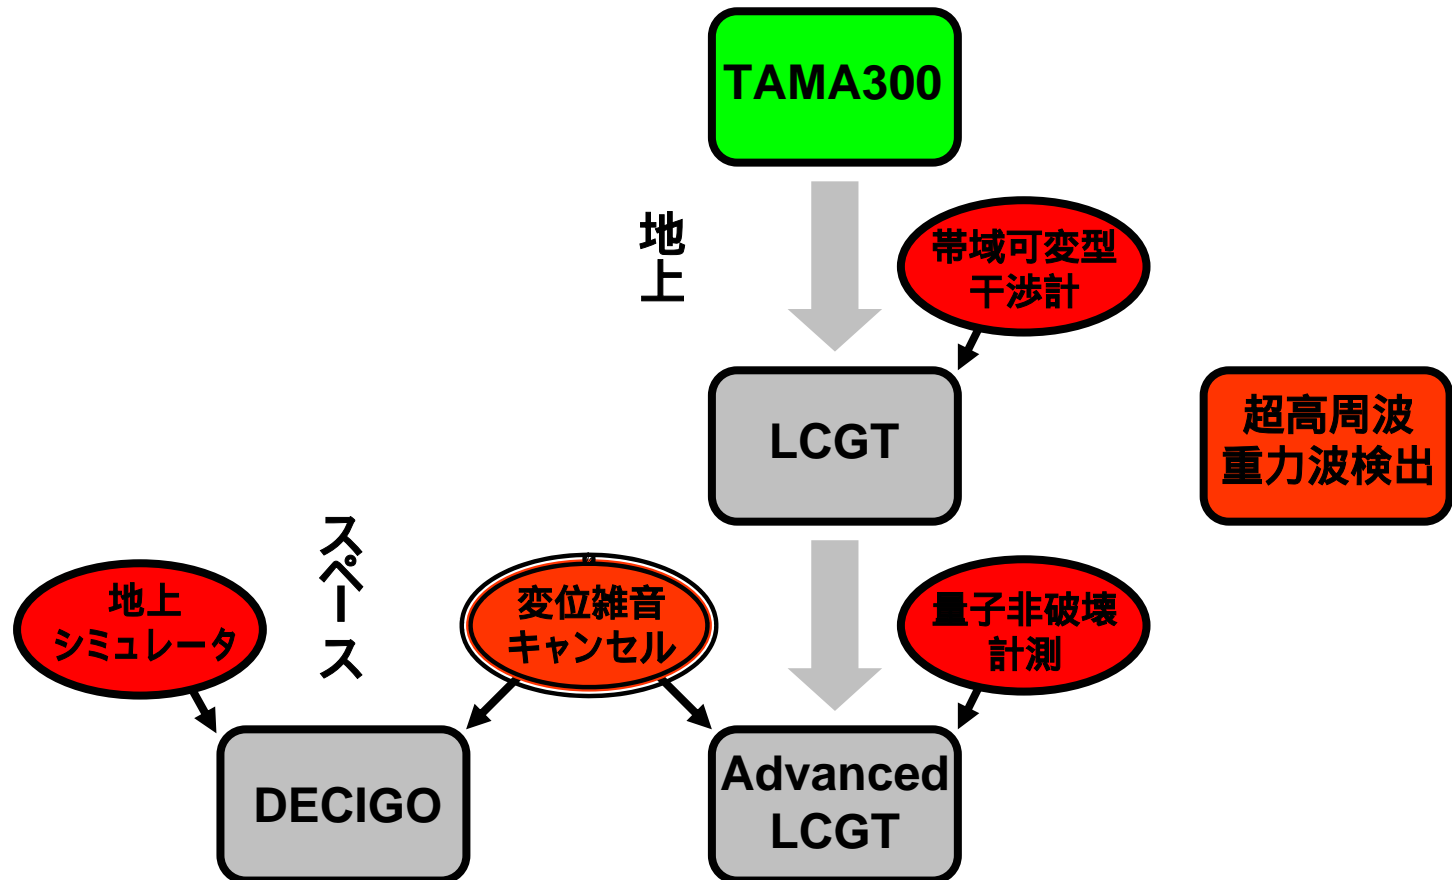 TAMA300
地上
帯域可変型
干渉計
LCGT
超高周波
重力波検出
スペース
地上
シミュレータ
変位雑音
キャンセル
量子非破壊
計測
DECIGO
Advanced
LCGT